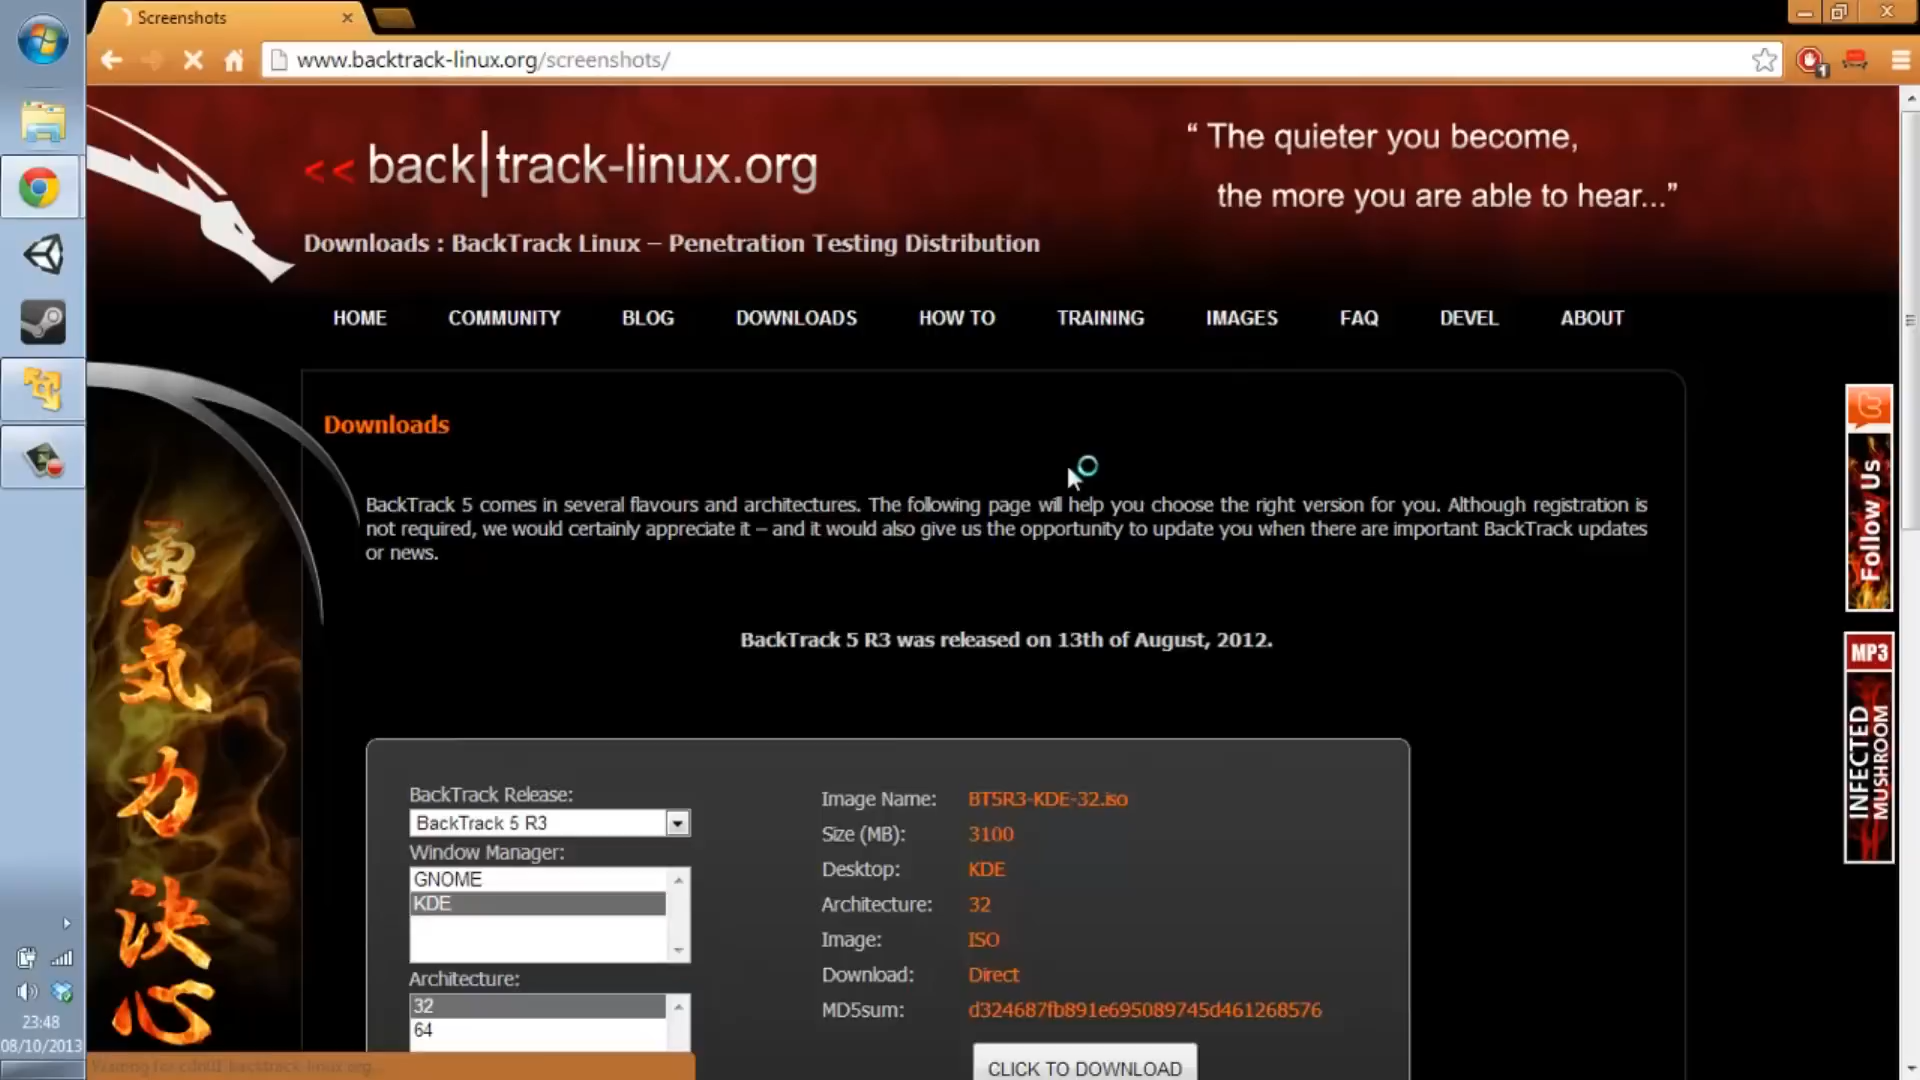 Screenshots
www.backtrack-linux.org/screenshots/
1
<< back|track-linux.org
“ The quieter you become,
the more you are able to hear...”
Downloads : BackTrack Linux – Penetration Testing Distribution
HOME COMMUNITY BLOG DOWNLOADS HOW TO TRAINING IMAGES FAQ DEVEL ABOUT
Downloads
BackTrack 5 comes in several flavours and architectures. The following page will help you choose the right version for you. Although registration is
not required, we would certainly appreciate it – and it would also give us the opportunity to update you when there are important BackTrack updates
or news.
BackTrack 5 R3 was released on 13th of August, 2012.
BackTrack Release:
BackTrack 5 R3
Window Manager:
GNOME
KDE
Architecture:
32
64
Image Name: BT5R3-KDE-32.iso
Size (MB): 3100
Desktop: KDE
Architecture: 32
Image: ISO
Download: Direct
MD5sum: d324687fb891e695089745d461268576
CLICK TO DOWNLOAD
Follow Us
MP3
INFECTED
MUSHROOM
勇
気
力
決
心
23:48
08/10/2013